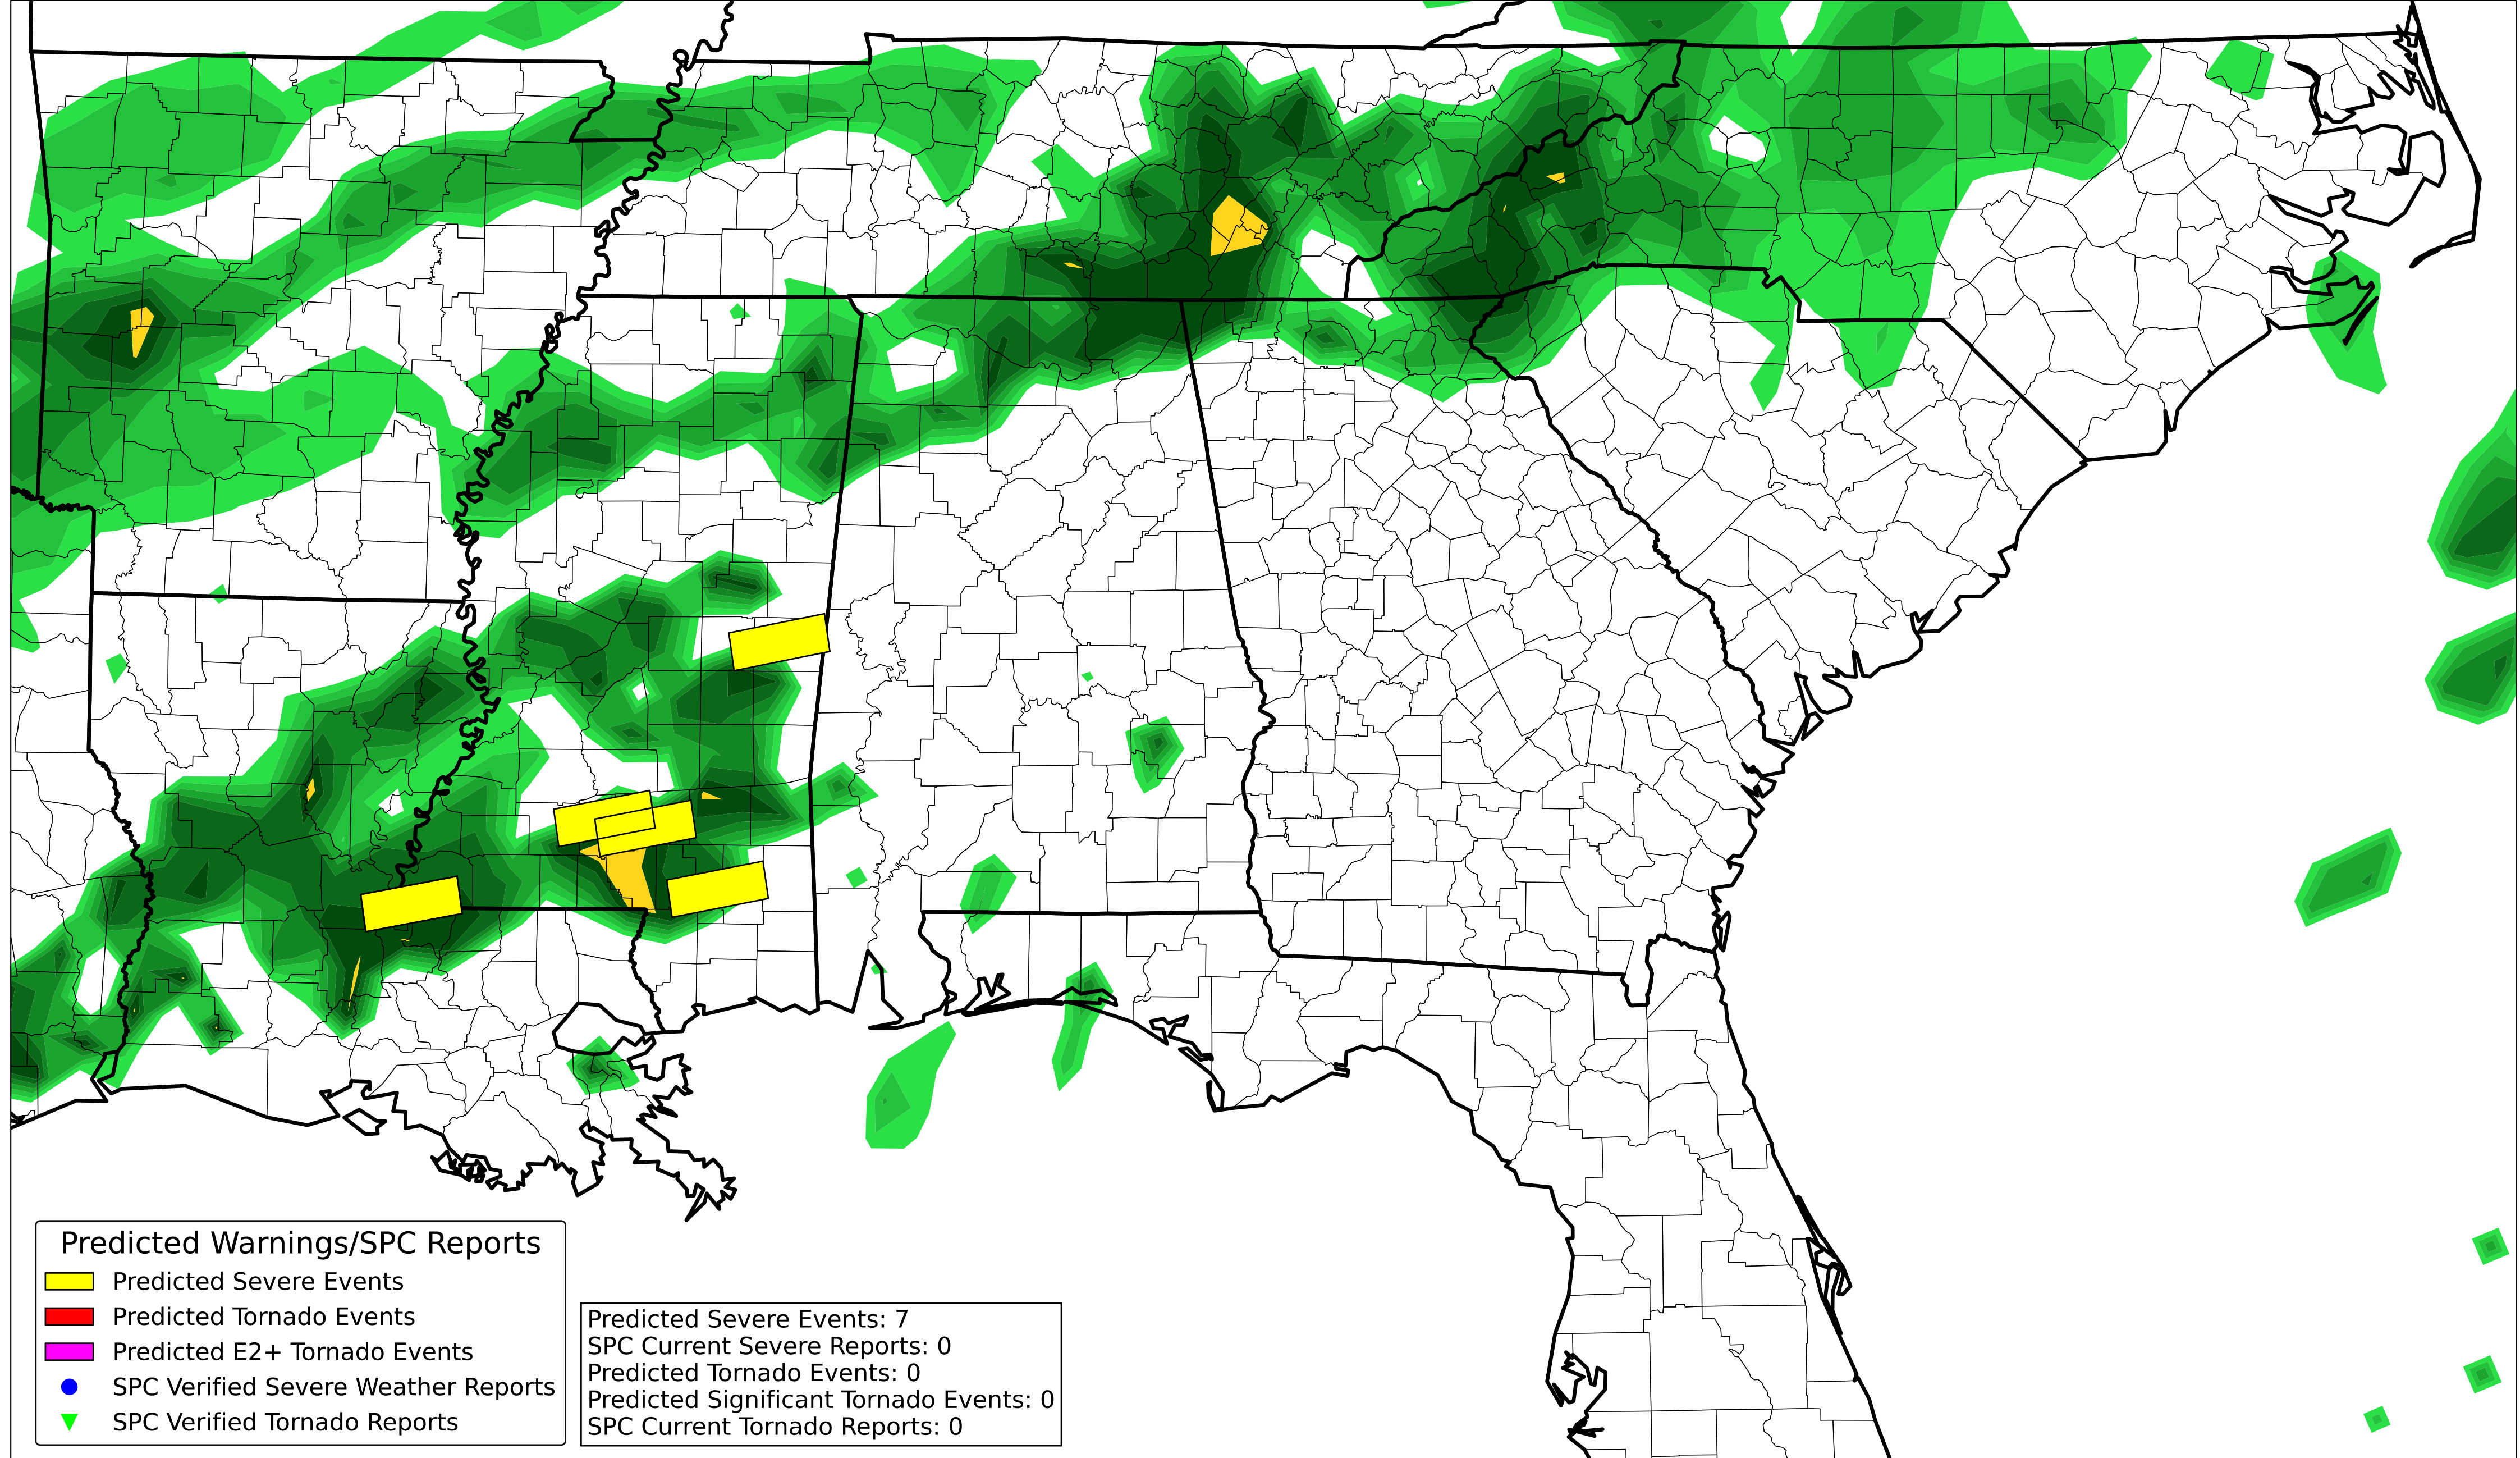 Predicted Warnings/SPC Reports
Predicted Severe Events
Predicted Tornado Events
Predicted E2+ Tornado Events
SPC Verified Severe Weather Reports
SPC Verified Tornado Reports
Predicted Severe Events: 7
SPC Current Severe Reports: 0
Predicted Tornado Events: 0
Predicted Significant Tornado Events: 0
SPC Current Tornado Reports: 0